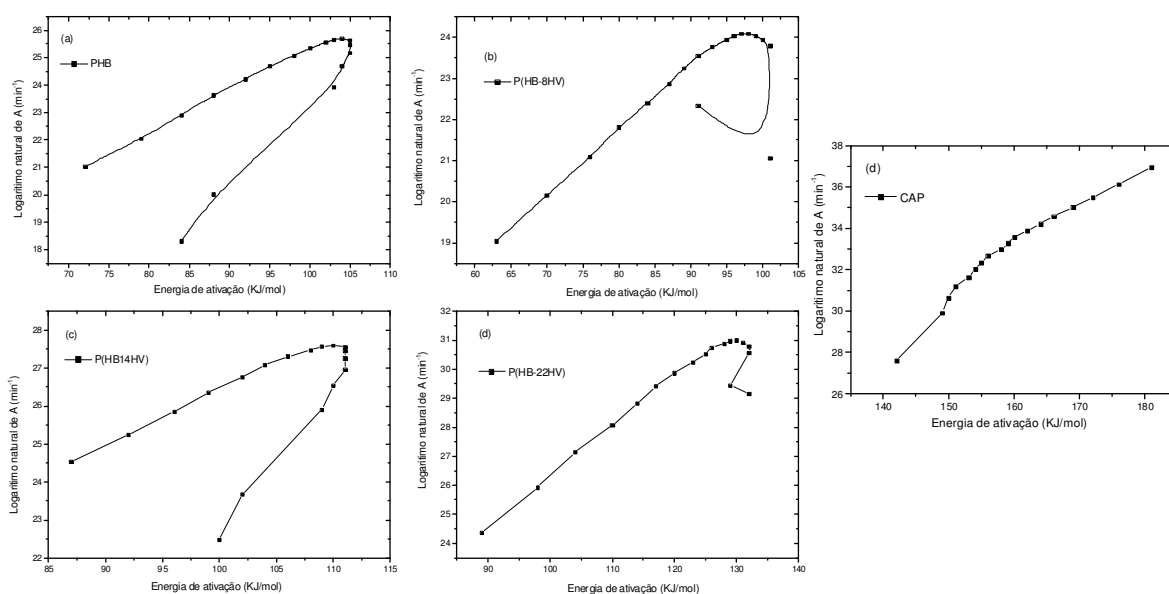 (a)
PHB
Logarítimo natural de A (min⁻¹)
26
25
24
23
22
21
20
19
18
70 75 80 85 90 95 100 105 110
Energia de ativação (KJ/mol)
(b)
P(HB-8HV)
Logarítimo natural de A (min⁻¹)
24
23
22
21
20
19
60 65 70 75 80 85 90 95 100 105
Energia de ativação (KJ/mol)
(c)
P(HB14HV)
Logarítimo natural de A (min⁻¹)
28
27
26
25
24
23
22
85 90 95 100 105 110 115
Energia de ativação (KJ/mol)
(d)
P(HB-22HV)
Logarítimo natural de A (min⁻¹)
32
31
30
29
28
27
26
25
24
90 100 110 120 130 140
Energia de ativação (KJ/mol)
(d)
CAP
Logarítimo natural de A (min⁻¹)
38
36
34
32
30
28
26
140 150 160 170 180
Energia de ativação (KJ/mol)